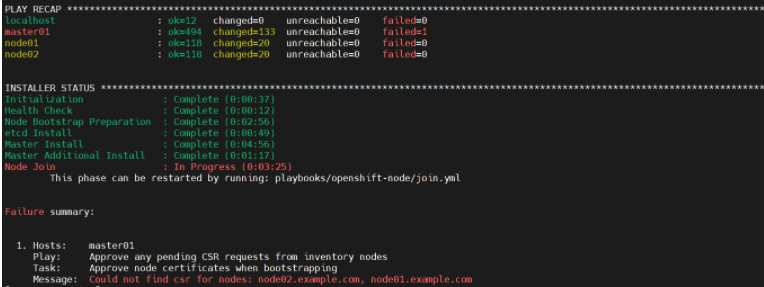 PLAY RECAP *********************************************************************************************************
localhost                  : ok=12   changed=0    unreachable=0    failed=0
master01                   : ok=494  changed=133  unreachable=0    failed=1
node01                     : ok=118  changed=20   unreachable=0    failed=0
node02                     : ok=118  changed=20   unreachable=0    failed=0
INSTALLER STATUS ***************************************************************************************************
Initialization             : Complete (0:00:37)
Health Check               : Complete (0:00:12)
Node Bootstrap Preparation : Complete (0:02:56)
etcd Install               : Complete (0:00:49)
Master Install             : Complete (0:04:56)
Master Additional Install  : Complete (0:01:17)
Node Join                  : In Progress (0:03:25)
This phase can be restarted by running: playbooks/openshift-node/join.yml
Failure summary:
1. Hosts:    master01
Play:     Approve any pending CSR requests from inventory nodes
Task:     Approve node certificates when bootstrapping
Message:  Could not find csr for nodes: node02.example.com, node01.example.com